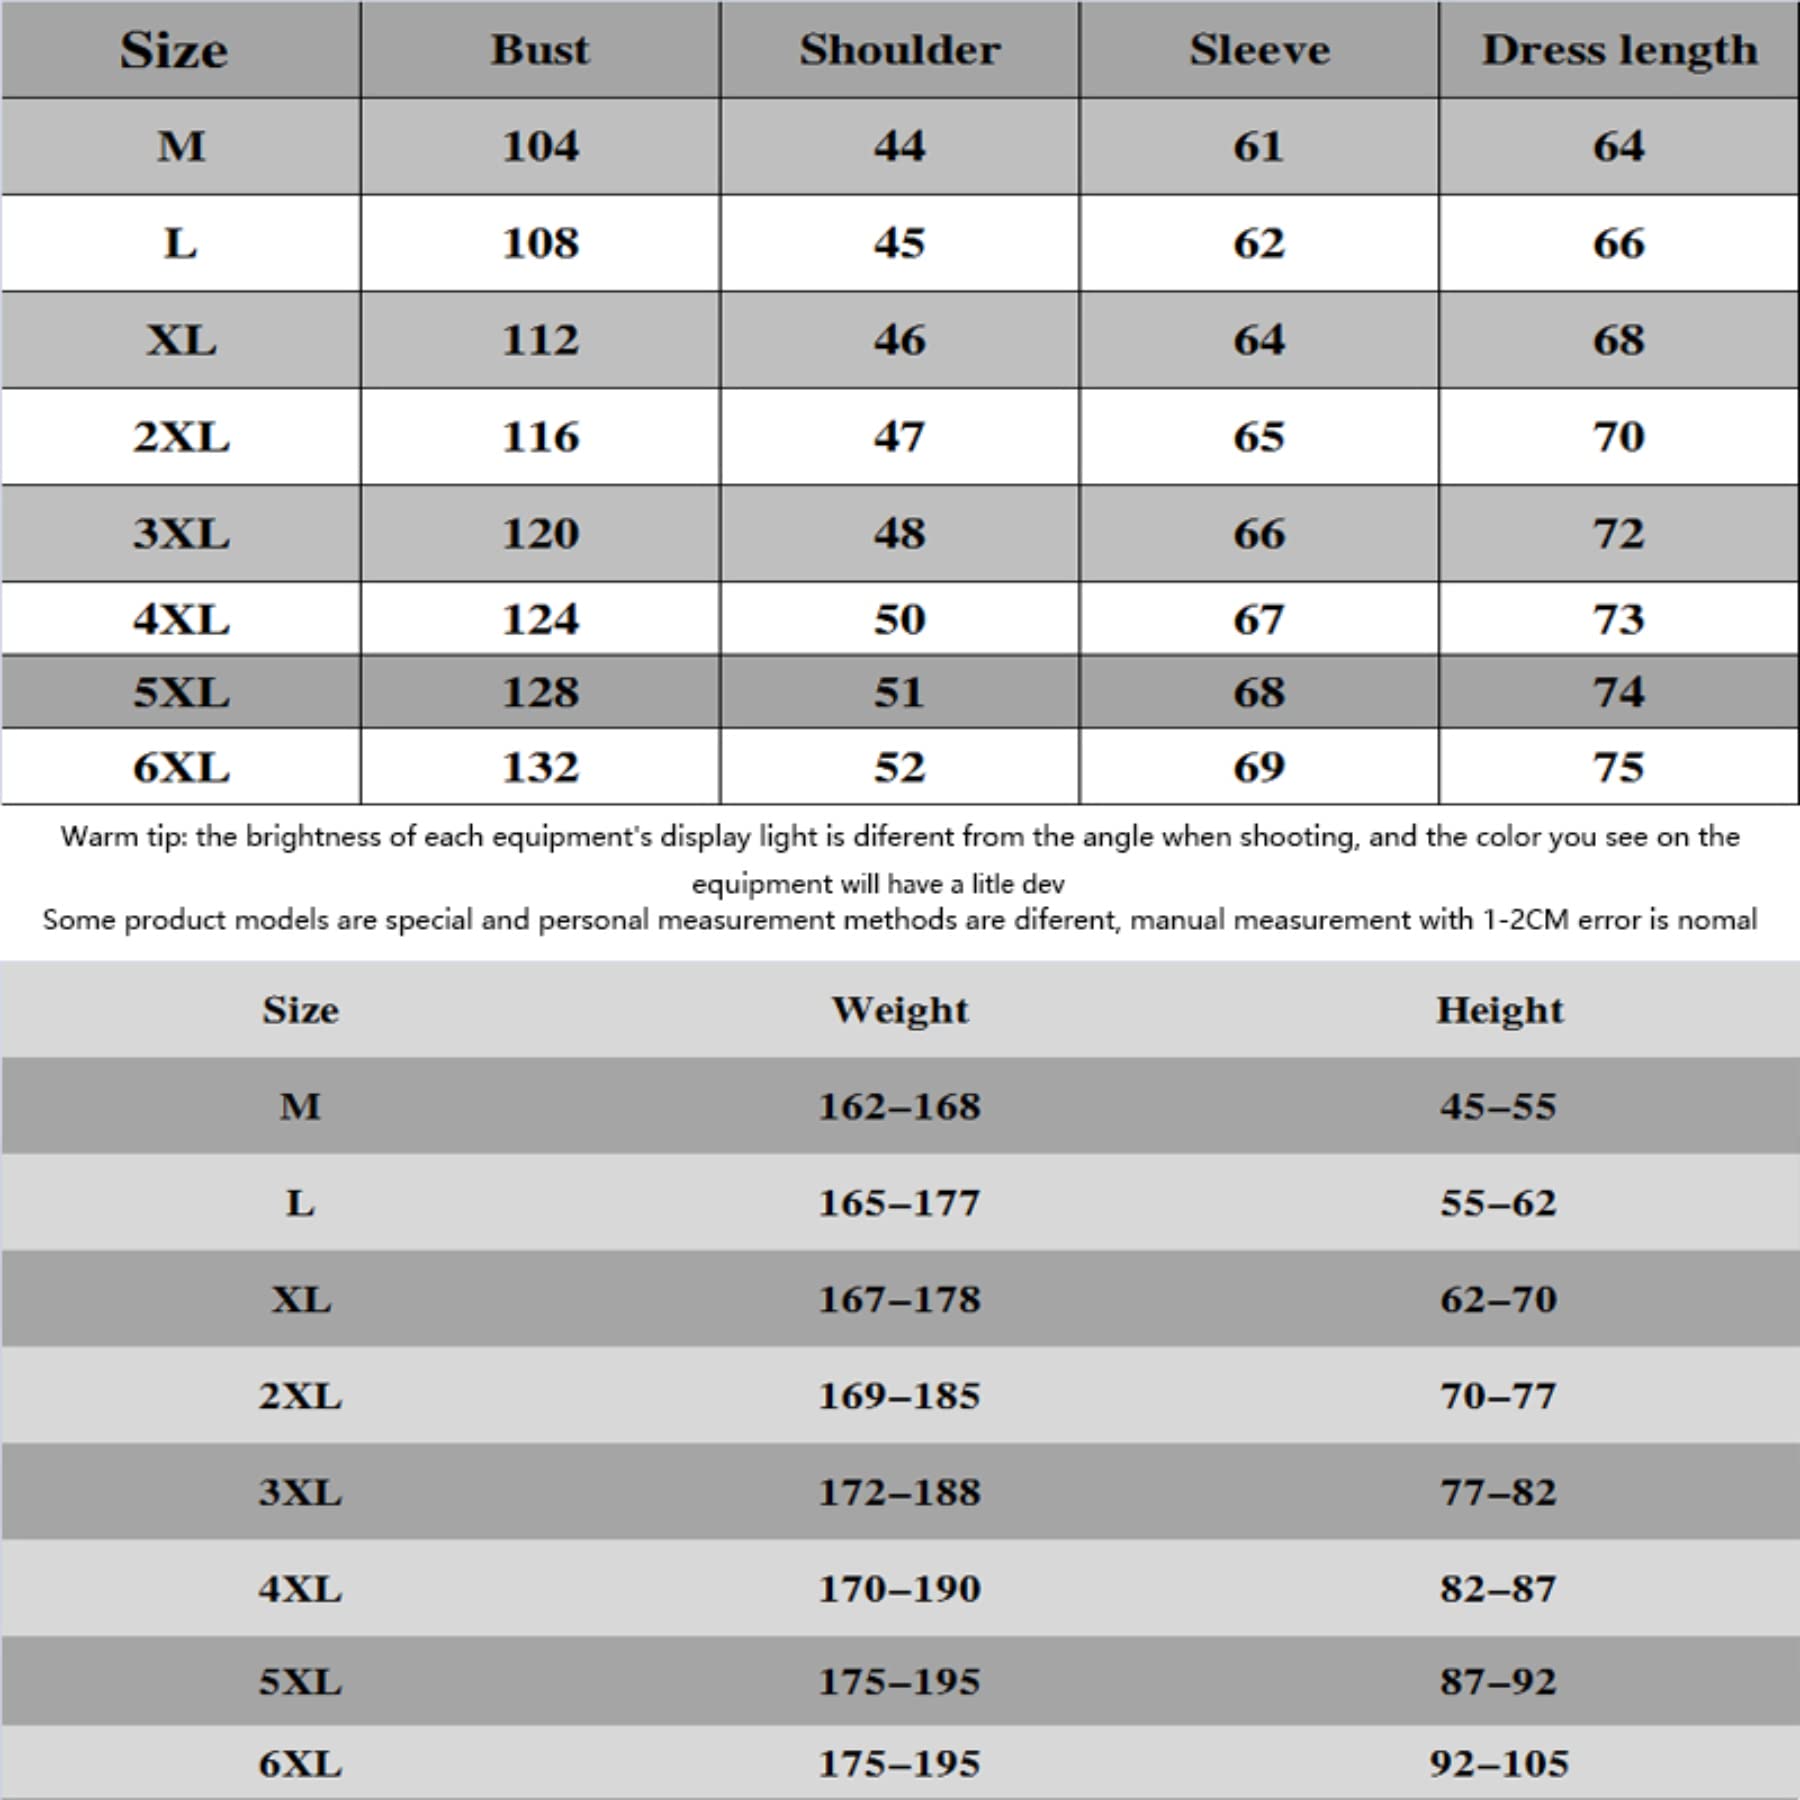 Size Bust Shoulder Sleeve Dress length
M 104 44 61 64
L 108 45 62 66
XL 112 46 64 68
2XL 116 47 65 70
3XL 120 48 66 72
4XL 124 50 67 73
5XL 128 51 68 74
6XL 132 52 69 75
Warm tip: the brightness of each equipment's display light is diferent from the angle when shooting, and the color you see on the
equipment will have a litle dev
Some product models are special and personal measurement methods are diferent, manual measurement with 1-2CM error is nomal
Size Weight Height
M 162–168 45–55
L 165–177 55–62
XL 167–178 62–70
2XL 169–185 70–77
3XL 172–188 77–82
4XL 170–190 82–87
5XL 175–195 87–92
6XL 175–195 92–105